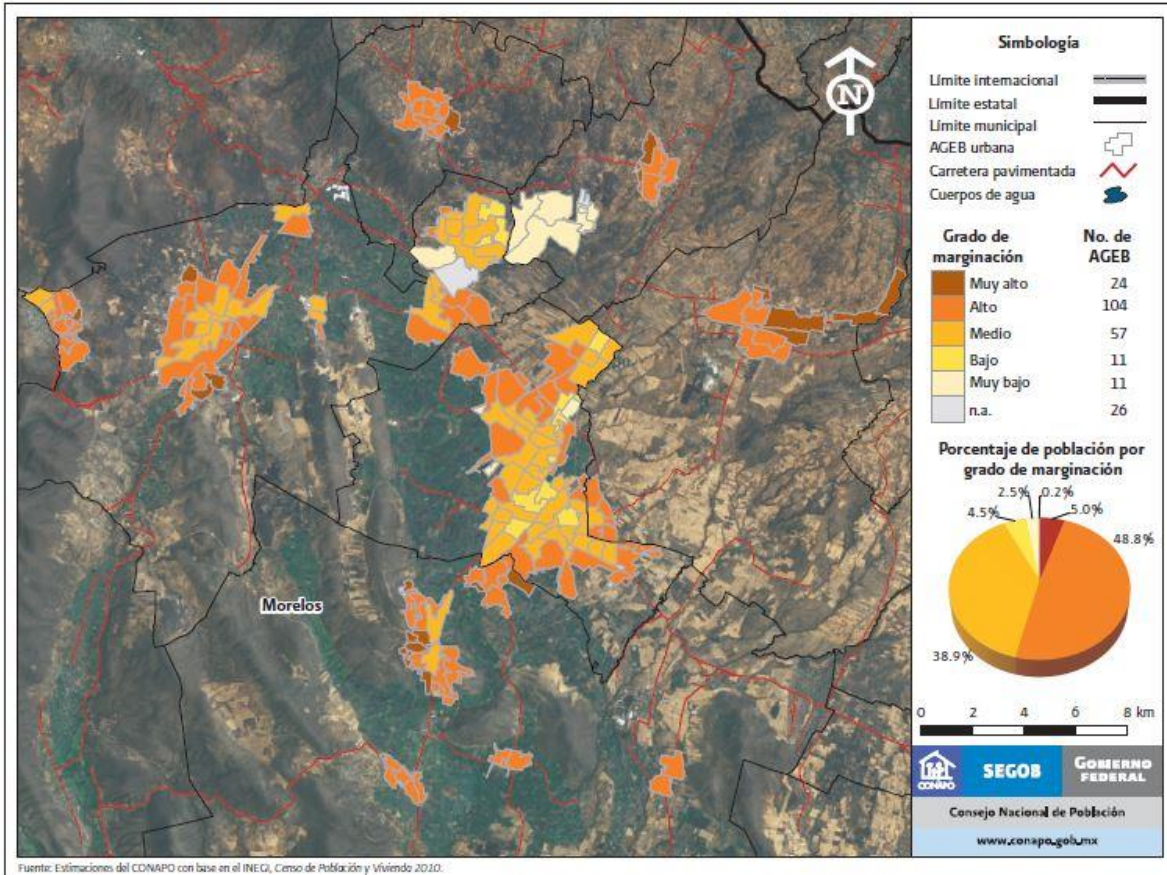 Simbología
Límite internacional
Límite estatal
Límite municipal
AGEB urbana
Carretera pavimentada
Cuerpos de agua
N
Grado de marginación No. de AGEB
Muy alto 24
Alto 104
Medio 57
Bajo 11
Muy bajo 11
n.a. 26
Porcentaje de población por
grado de marginación
2.5% 0.2%
4.5% 5.0%
48.8%
38.9%
Morelos
0 2 4 6 8 km
CONAPO SEGOB GOBIERNO FEDERAL
Consejo Nacional de Población
www.conapo.gob.mx
Fuente: Estimaciones del CONAPO con base en el INEGI, Censo de Población y Vivienda 2010.